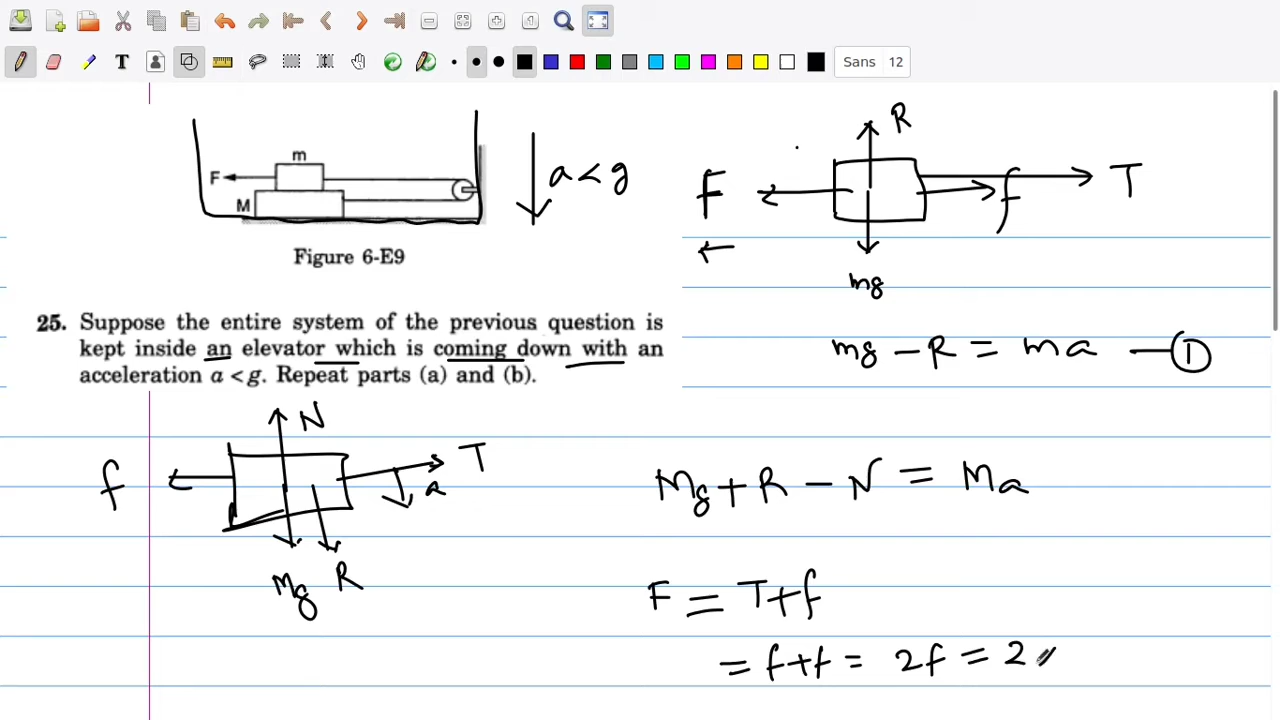 Sans 12
m
F
M
a < g
Figure 6-E9
R
F
f
T
mg
25. Suppose the entire system of the previous question is
kept inside an elevator which is coming down with an
acceleration a < g. Repeat parts (a) and (b).
mg - R = ma — ①
N
f
T
a
Mg R
Mg + R - N = Ma
F = T + f
= f + f = 2f = 2